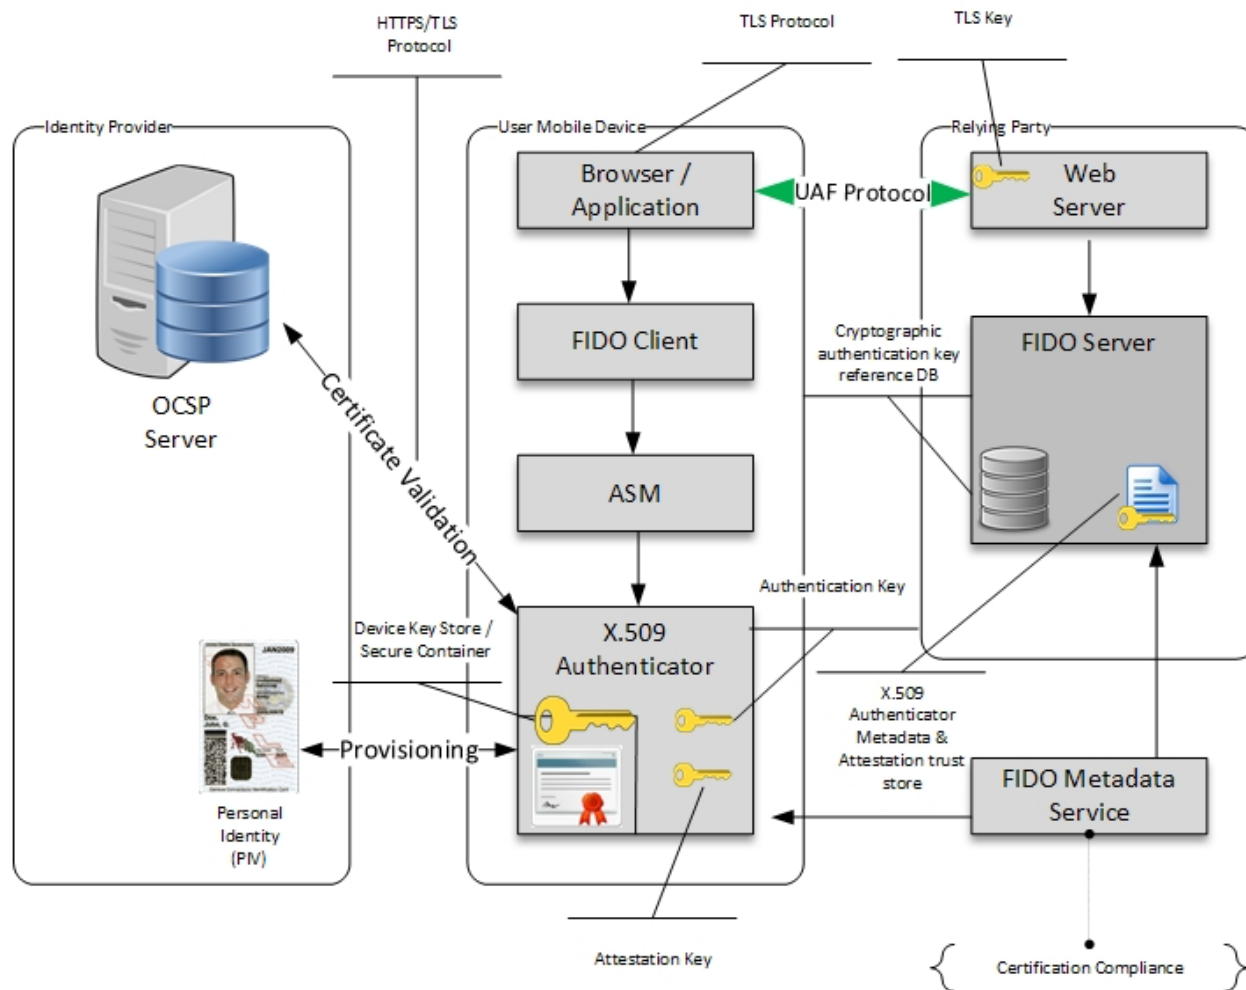 HTTPS/TLS
Protocol
TLS Protocol
TLS Key
Identity Provider
User Mobile Device
Relying Party
Browser /
Application
UAF Protocol
Web
Server
FIDO Client
Cryptographic
authentication key
reference DB
FIDO Server
OCSP
Server
Certificate Validation
ASM
Authentication Key
Device Key Store /
Secure Container
X.509
Authenticator
JAN2009
Provisioning
X.509
Authenticator
Metadata &
Attestation trust
store
FIDO Metadata
Service
Personal
Identity
(PIV)
Attestation Key
Certification Compliance